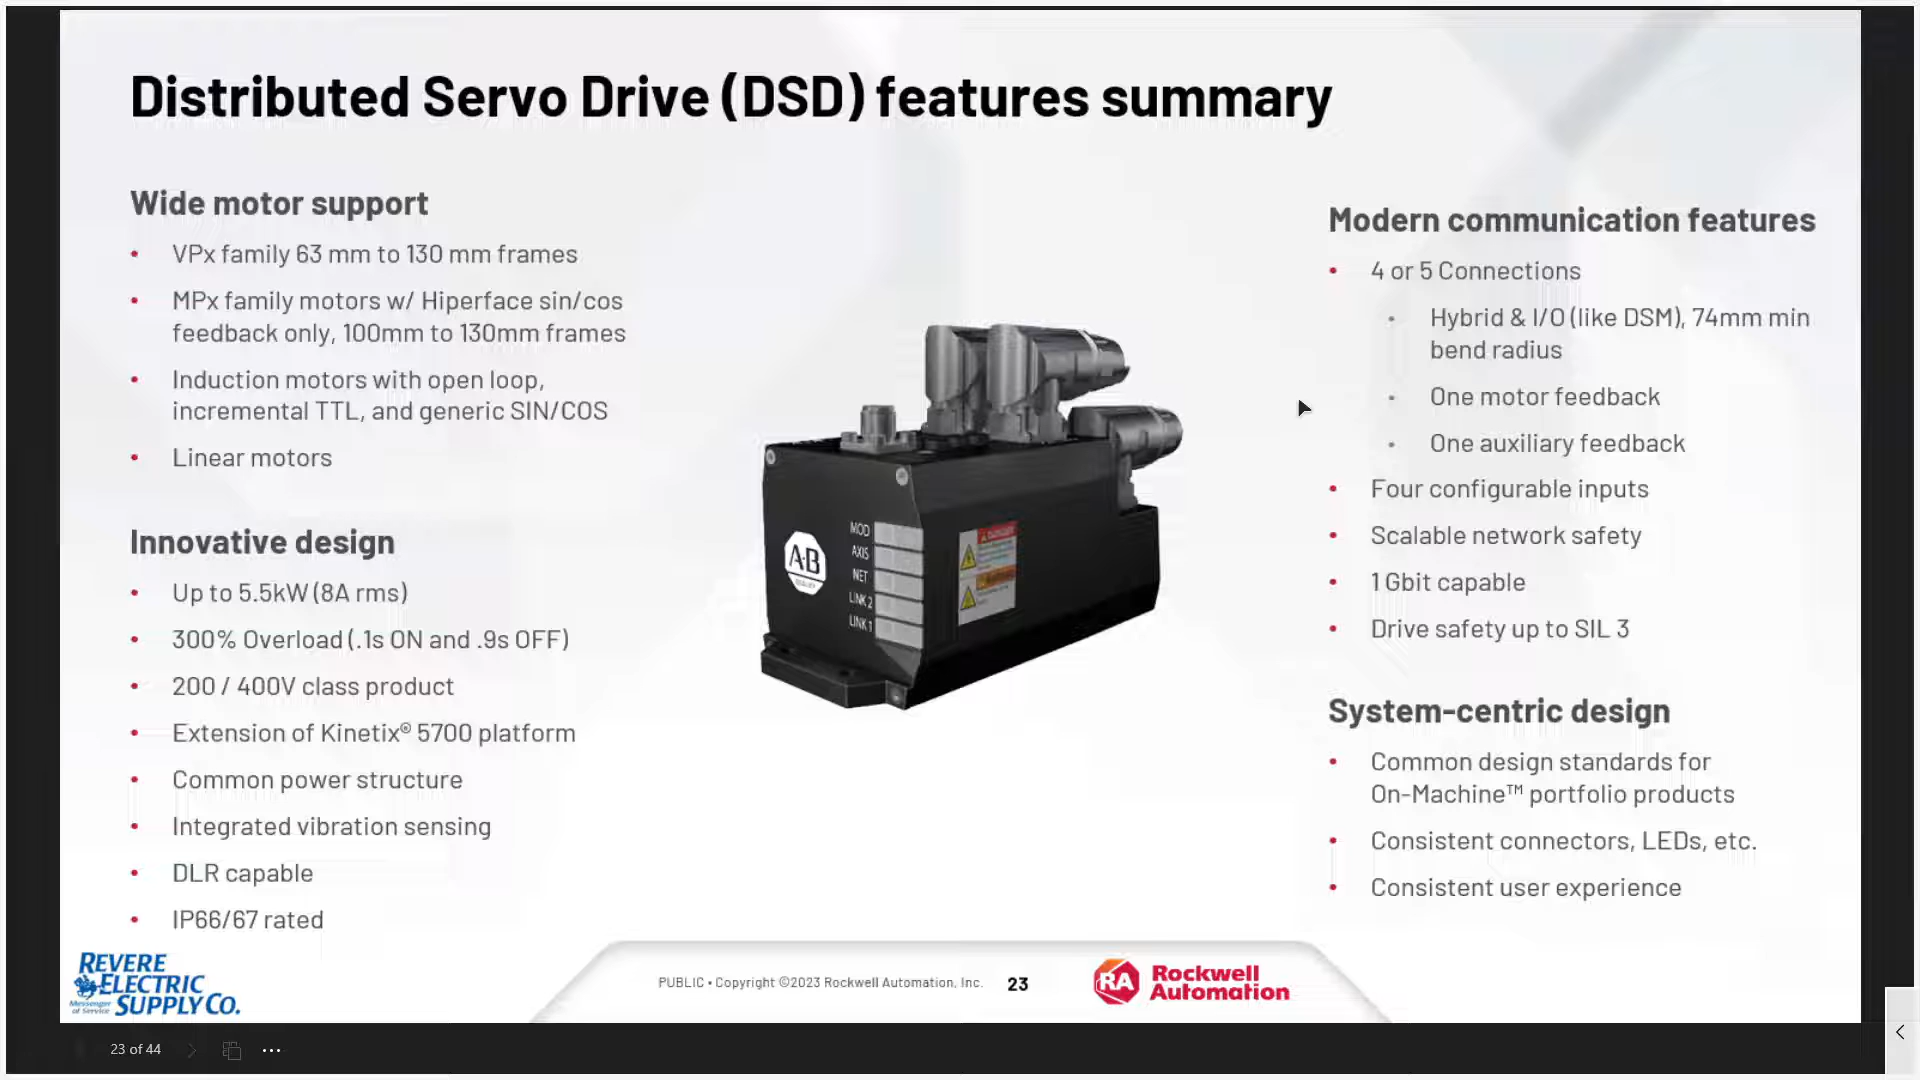 Distributed Servo Drive (DSD) features summary
Wide motor support
• VPx family 63 mm to 130 mm frames
• MPx family motors w/ Hiperface sin/cos
feedback only, 100mm to 130mm frames
• Induction motors with open loop,
incremental TTL, and generic SIN/COS
• Linear motors
Innovative design
• Up to 5.5kW (8A rms)
• 300% Overload (.1s ON and .9s OFF)
• 200 / 400V class product
• Extension of Kinetix® 5700 platform
• Common power structure
• Integrated vibration sensing
• DLR capable
• IP66/67 rated
MOD
AXIS
NET
LINK 2
LINK 1
A-B
Modern communication features
• 4 or 5 Connections
• Hybrid & I/O (like DSM), 74mm min
bend radius
• One motor feedback
• One auxiliary feedback
• Four configurable inputs
• Scalable network safety
• 1 Gbit capable
• Drive safety up to SIL 3
System-centric design
• Common design standards for
On-Machine™ portfolio products
• Consistent connectors, LEDs, etc.
• Consistent user experience
REVERE
ELECTRIC
SUPPLY CO.
Messenger
of Service
PUBLIC • Copyright ©2023 Rockwell Automation, Inc. 23
RA Rockwell
Automation
23 of 44